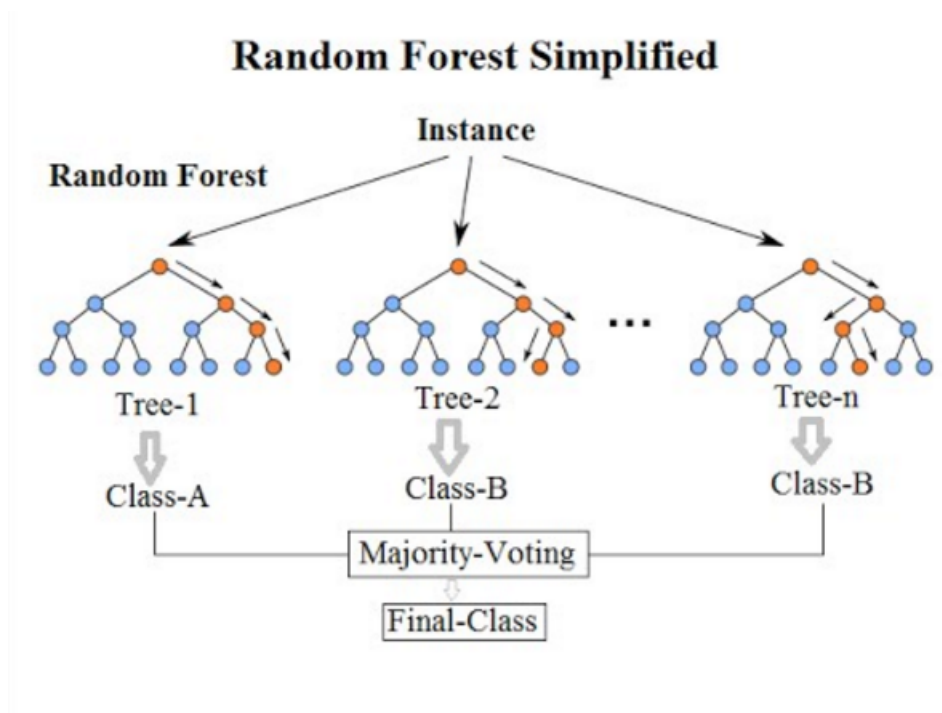 Random Forest Simplified
Instance
Random Forest
...
Tree-1
Tree-2
Tree-n
Class-A
Class-B
Class-B
Majority-Voting
Final-Class